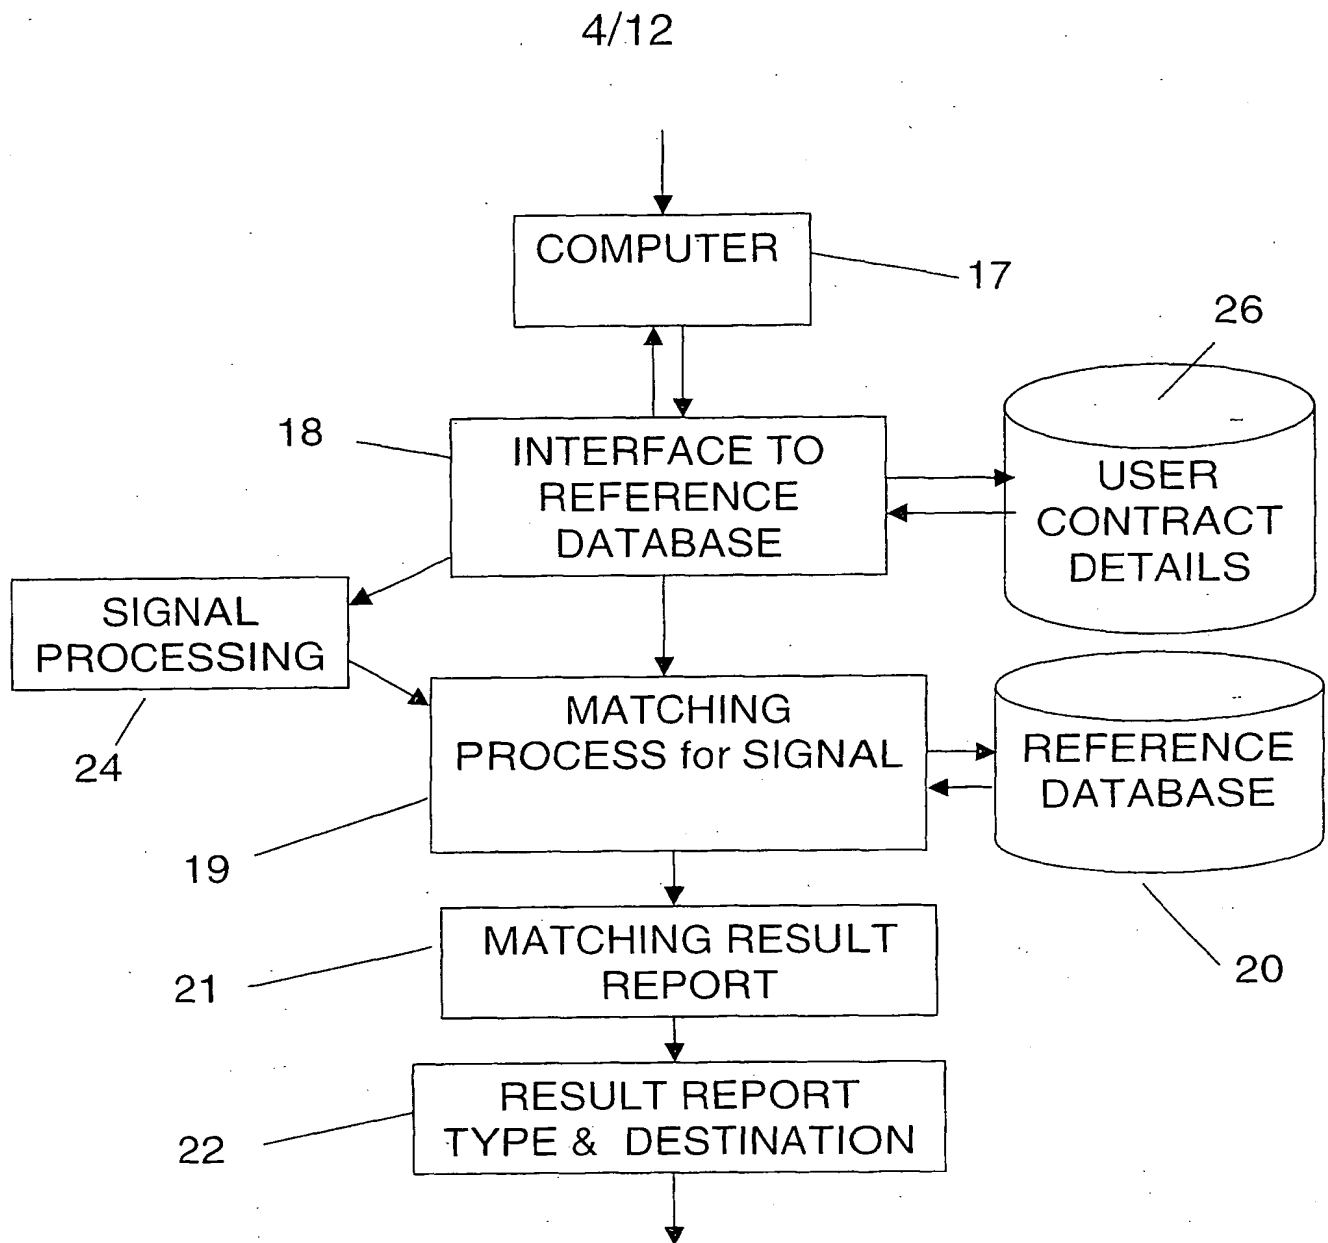 4/12
COMPUTER
17
26
18
INTERFACE TO
REFERENCE
DATABASE
USER
CONTRACT
DETAILS
SIGNAL
PROCESSING
24
MATCHING
PROCESS for SIGNAL
REFERENCE
DATABASE
19
20
MATCHING RESULT
REPORT
21
RESULT REPORT
TYPE & DESTINATION
22